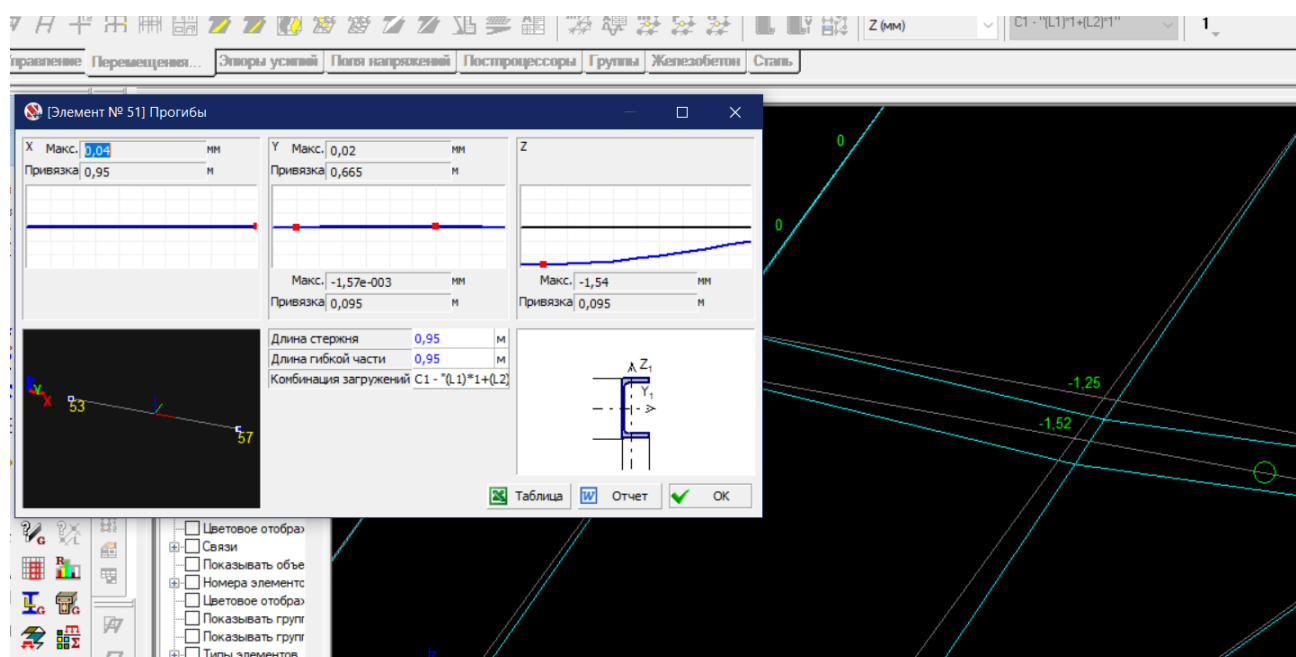 Z (мм)
C1 - "(L1)*1+(L2)*1"
1
Перемещения...
Эпюры усилий
Поля напряжений
Постпроцессоры
Группы
Железобетон
Сталь
[Элемент № 51] Прогибы
X Макс. 0,04 мм
Привязка 0,95 м
Y Макс. 0,02 мм
Привязка 0,665 м
Z
Макс. -1,57e-003 мм
Привязка 0,095 м
Макс. -1,54 мм
Привязка 0,095 м
Y
X
53
57
Длина стержня 0,95 м
Длина гибкой части 0,95 м
Комбинация загружений C1 - "(L1)*1+(L2)
Z1
Y1
Таблица
Отчет
OK
0
0
-1,25
-1,52
Цветовое отобра
Связи
Показывать объе
Номера элементо
Цветовое отобра
Показывать груп
Показывать груп
Типы элементов